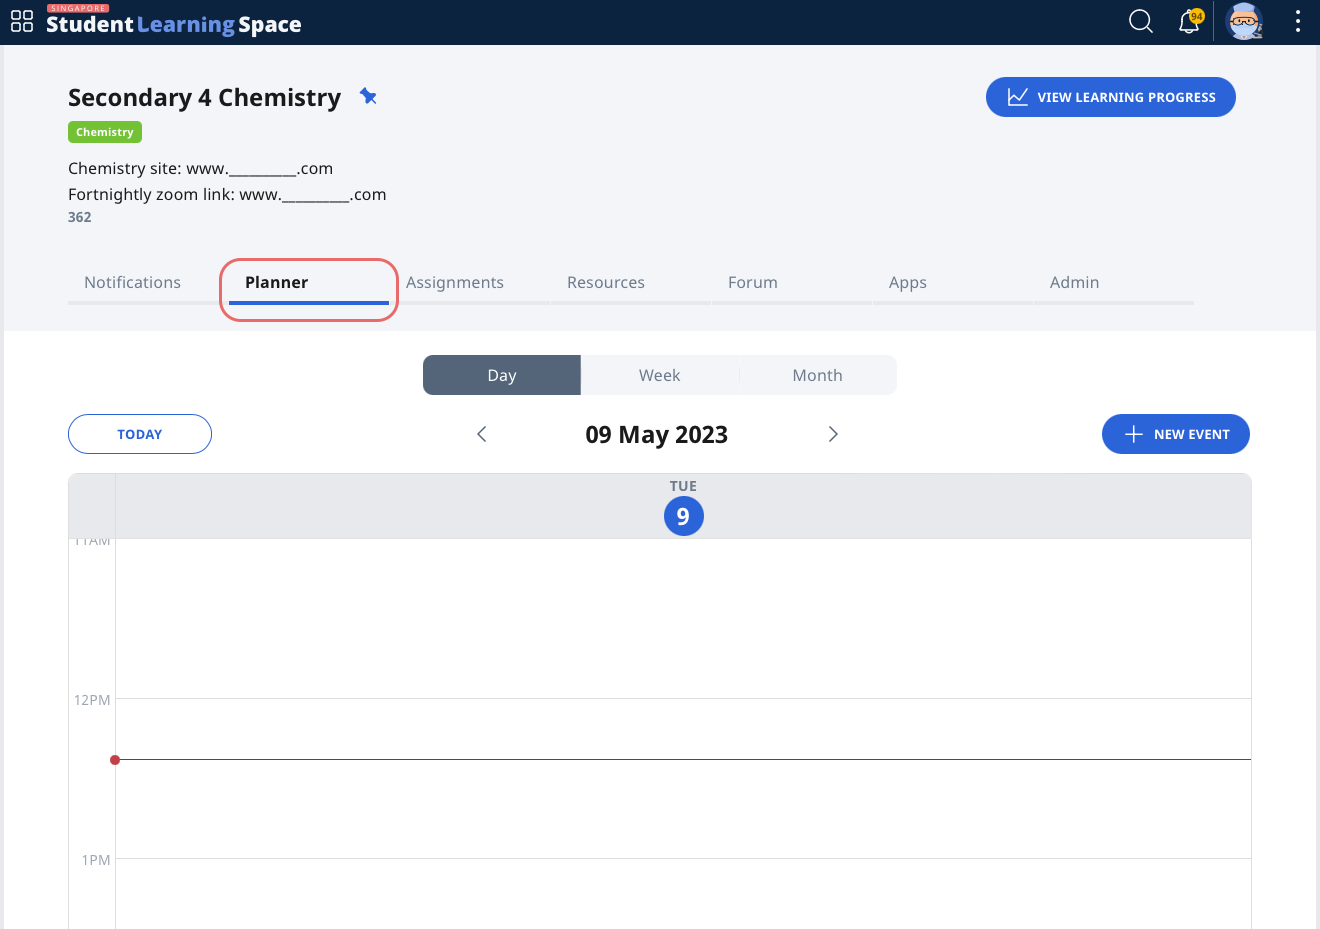 SINGAPORE
Student Learning Space
94
Secondary 4 Chemistry
VIEW LEARNING PROGRESS
Chemistry
Chemistry site: www.________.com
Fortnightly zoom link: www.________.com
362
Notifications Planner Assignments Resources Forum Apps Admin
Day Week Month
TODAY 09 May 2023 NEW EVENT
TUE
9
11AM
12PM
1PM